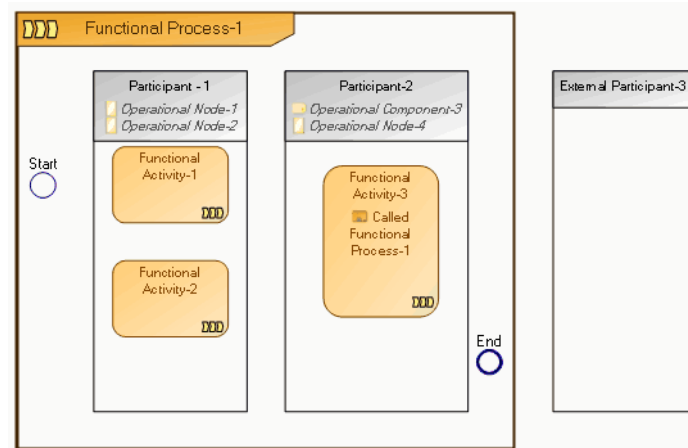 Functional Process-1
Participant - 1
Operational Node-1
Operational Node-2
Participant-2
Operational Component-3
Operational Node-4
External Participant-3
Start
Functional
Activity-1
Functional
Activity-2
Functional
Activity-3
Called
Functional
Process-1
End